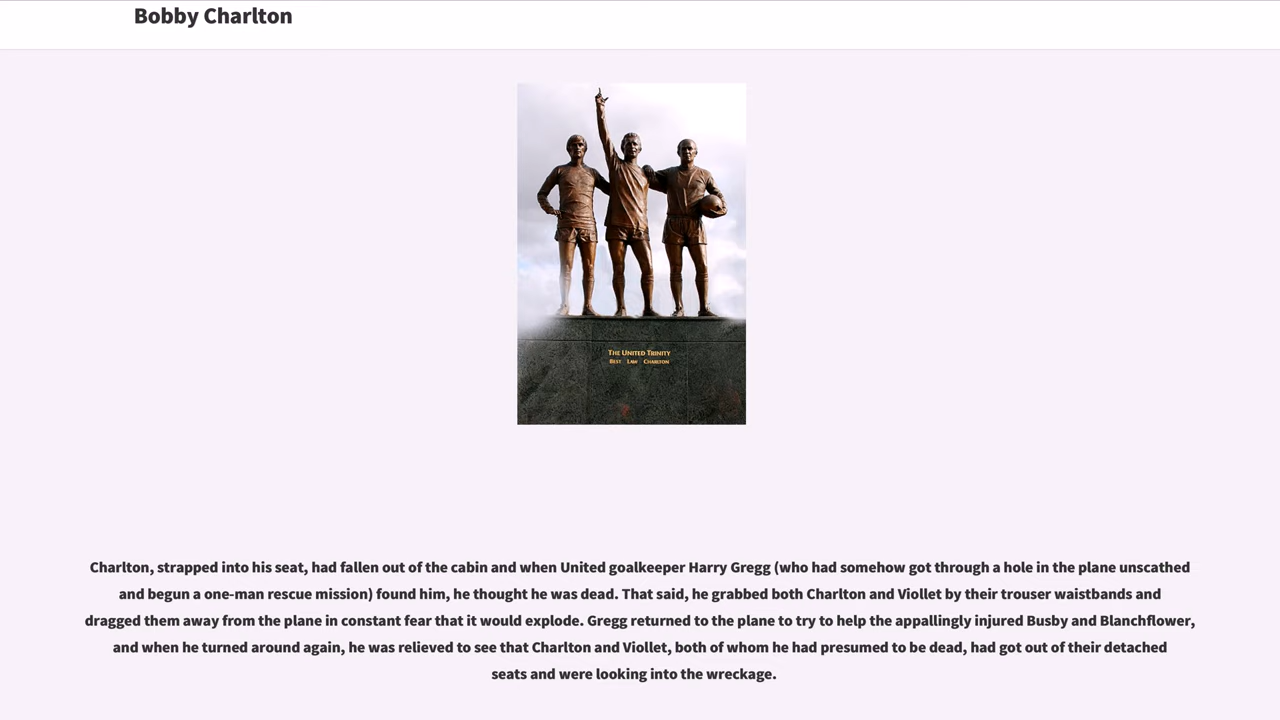 Bobby Charlton
THE UNITED TRINITY
BEST LAW CHARLTON
Charlton, strapped into his seat, had fallen out of the cabin and when United goalkeeper Harry Gregg (who had somehow got through a hole in the plane unscathed
and begun a one-man rescue mission) found him, he thought he was dead. That said, he grabbed both Charlton and Viollet by their trouser waistbands and
dragged them away from the plane in constant fear that it would explode. Gregg returned to the plane to try to help the appallingly injured Busby and Blanchflower,
and when he turned around again, he was relieved to see that Charlton and Viollet, both of whom he had presumed to be dead, had got out of their detached
seats and were looking into the wreckage.